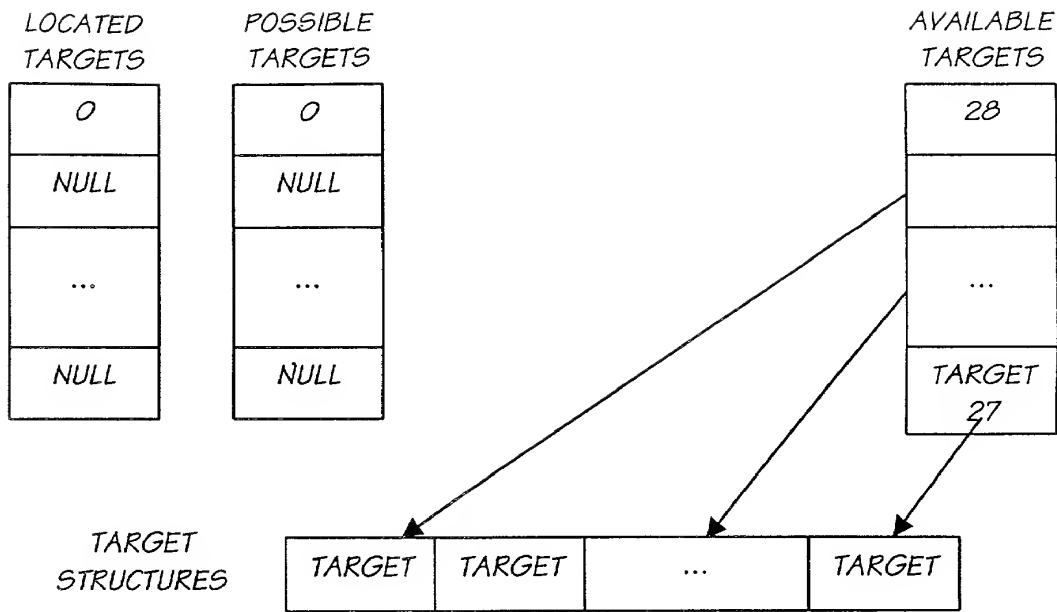 LOCATED
TARGETS
0
NULL
...
NULL
POSSIBLE
TARGETS
0
NULL
...
NULL
AVAILABLE
TARGETS
28
...
TARGET
27
TARGET
STRUCTURES
TARGET
TARGET
...
TARGET